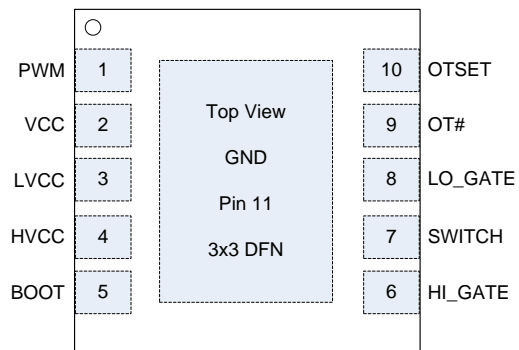 PWM 1
VCC 2
LVCC 3
HVCC 4
BOOT 5
Top View
GND
Pin 11
3x3 DFN
10 OTSET
9 OT#
8 LO_GATE
7 SWITCH
6 HI_GATE